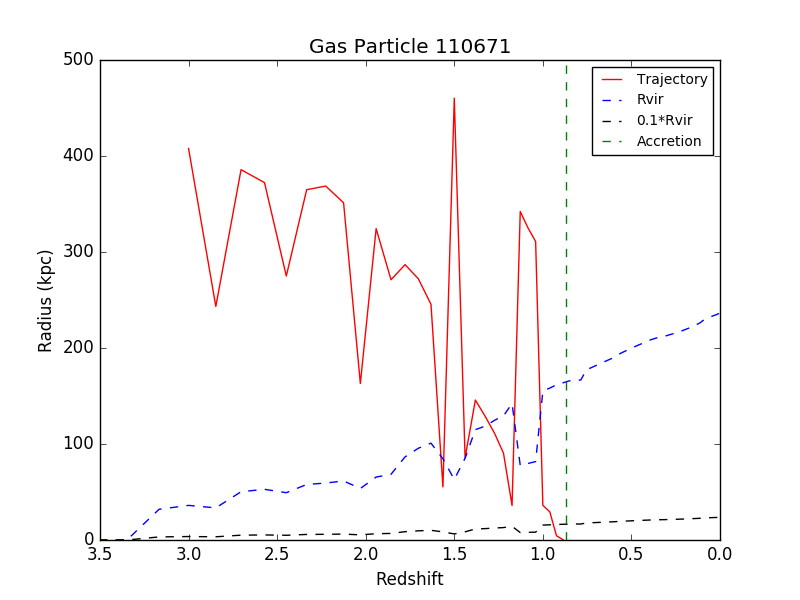 Gas Particle 110671
500
400
300
200
100
0
Radius (kpc)
Trajectory
Rvir
0.1*Rvir
Accretion
3.5 3.0 2.5 2.0 1.5 1.0 0.5 0.0
Redshift